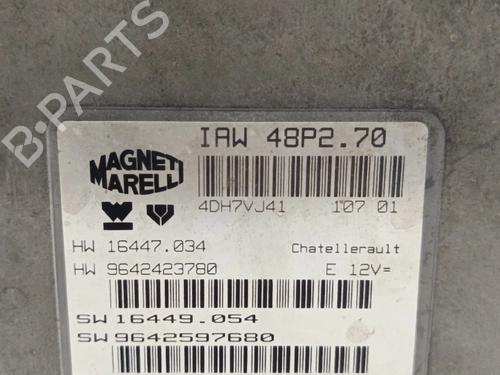 B-PARTS
IAW 48P2.70
MAGNETI
MARELLI
4DH7VJ41 107 01
HW 16447.034 Chatellerault
HW 9642423780 E 12V=
SW 16449.054
SW 9642597680